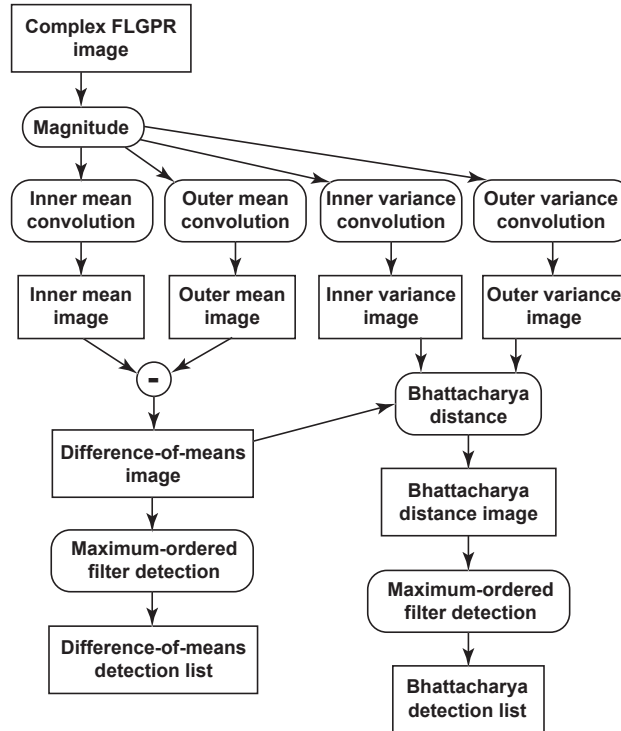 Complex FLGPR
image
Magnitude
Inner mean
convolution
Outer mean
convolution
Inner variance
convolution
Outer variance
convolution
Inner mean
image
Outer mean
image
Inner variance
image
Outer variance
image
-
Bhattacharya
distance
Difference-of-means
image
Bhattacharya
distance image
Maximum-ordered
filter detection
Maximum-ordered
filter detection
Difference-of-means
detection list
Bhattacharya
detection list